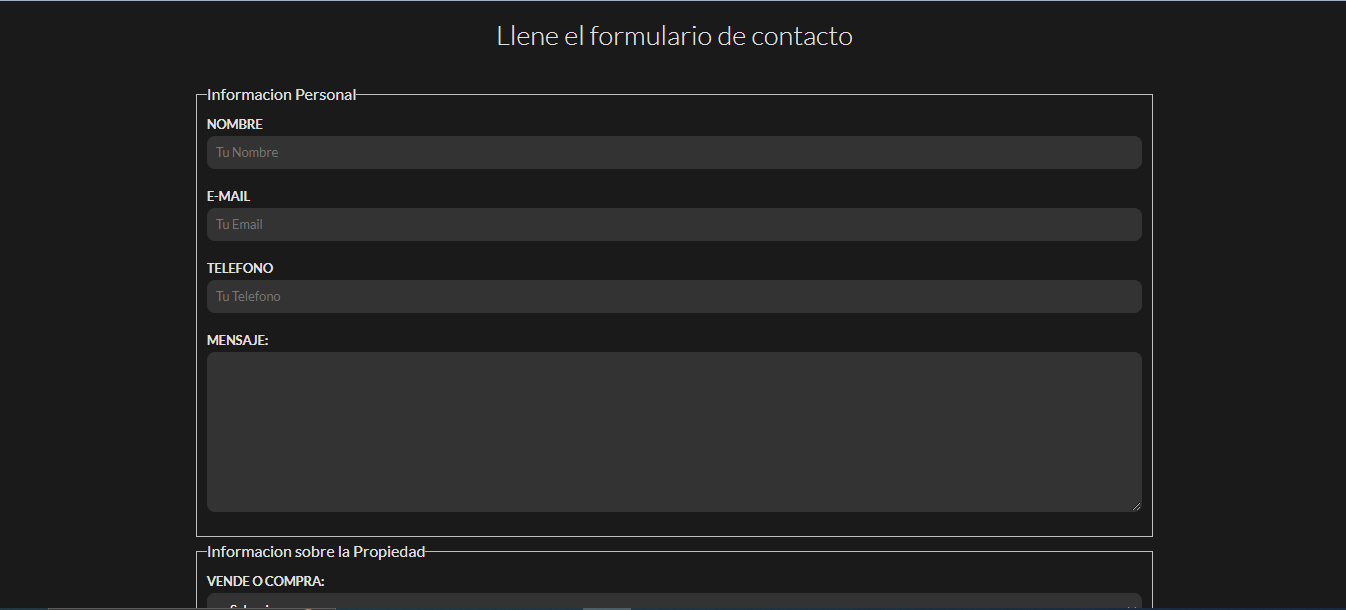 Llene el formulario de contacto
Informacion Personal
NOMBRE
Tu Nombre
E-MAIL
Tu Email
TELEFONO
Tu Telefono
MENSAJE:
Informacion sobre la Propiedad
VENDE O COMPRA: